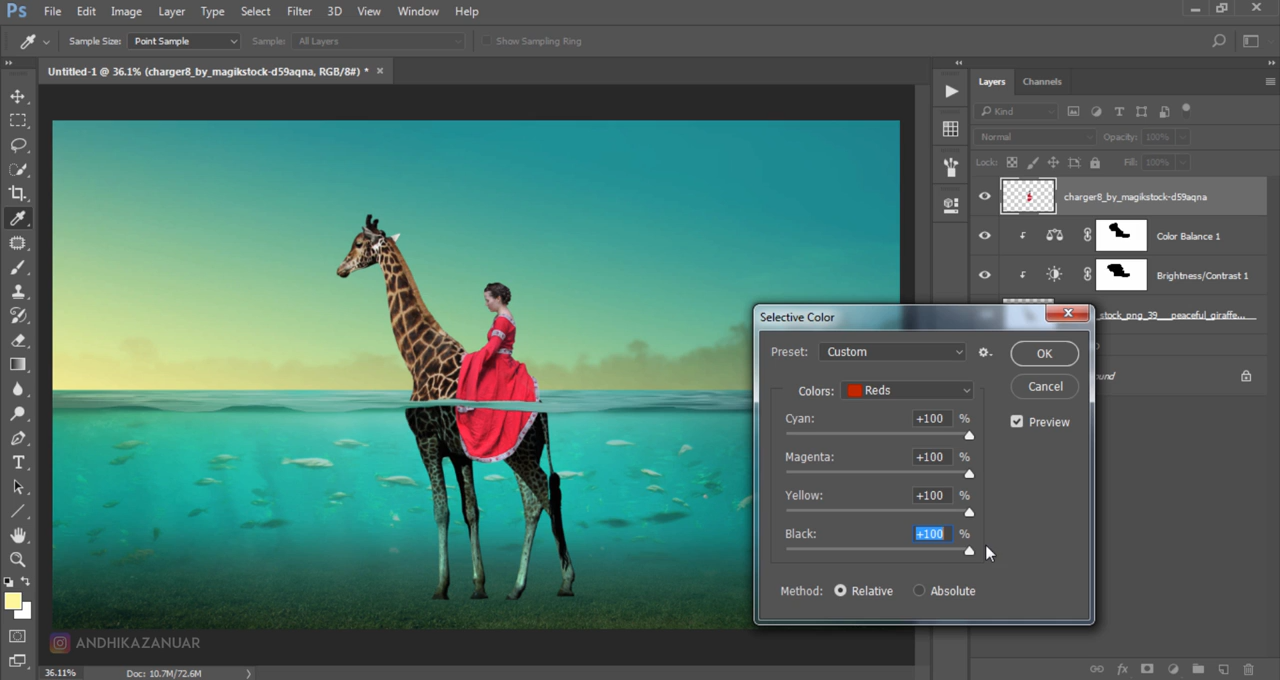 Ps File Edit Image Layer Type Select Filter 3D View Window Help
Sample Size: Point Sample Sample: All Layers Show Sampling Ring
Untitled-1 @ 36.1% (charger8_by_magikstock-d59aqna, RGB/8#) * ×
Layers Channels
Kind
Normal Opacity: 100%
Lock: Fill: 100%
charger8_by_magikstock-d59aqna
Color Balance 1
Brightness/Contrast 1
_stock_png_39___peaceful_giraffe...
Selective Color
Preset: Custom
OK
Colors: Reds
Cancel
Cyan: +100 %
Preview
Magenta: +100 %
Yellow: +100 %
Black: +100 %
Method: Relative Absolute
ANDHIKAZANUAR
36.11% Doc: 10.7M/72.6M
fx